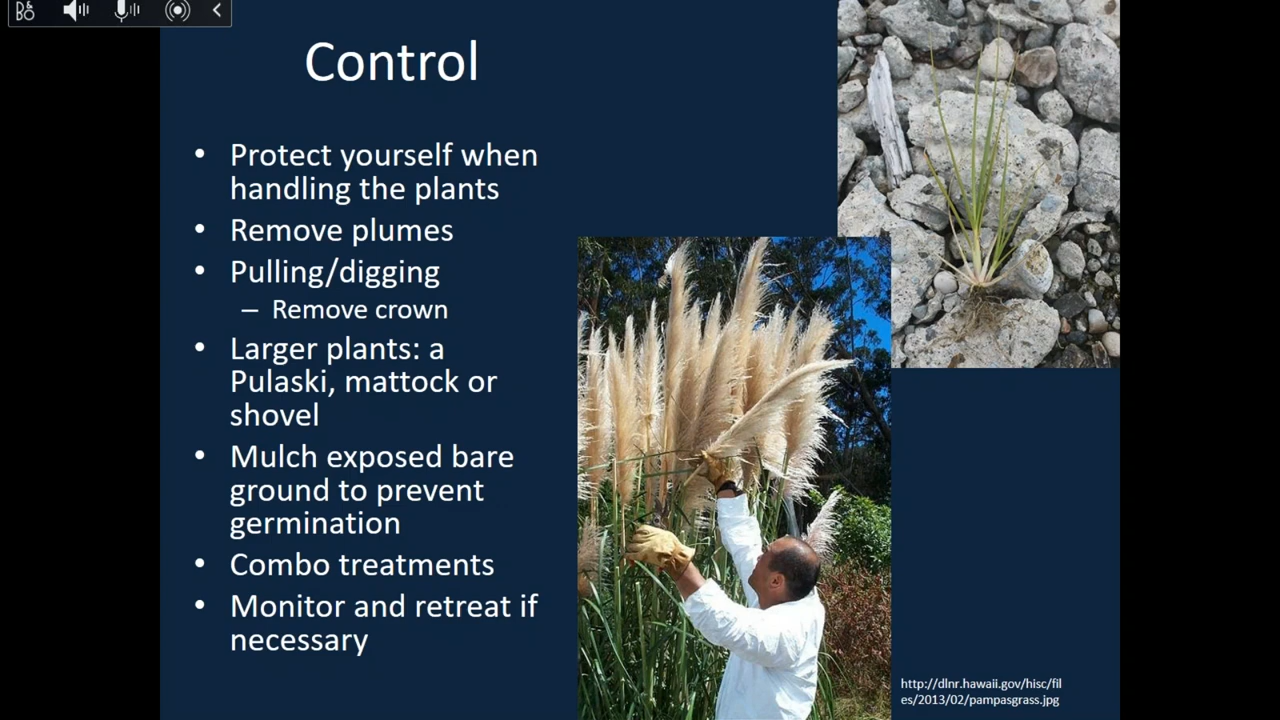 B&O
Control
• Protect yourself when
handling the plants
• Remove plumes
• Pulling/digging
– Remove crown
• Larger plants: a
Pulaski, mattock or
shovel
• Mulch exposed bare
ground to prevent
germination
• Combo treatments
• Monitor and retreat if
necessary
http://dlnr.hawaii.gov/hisc/fil
es/2013/02/pampasgrass.jpg